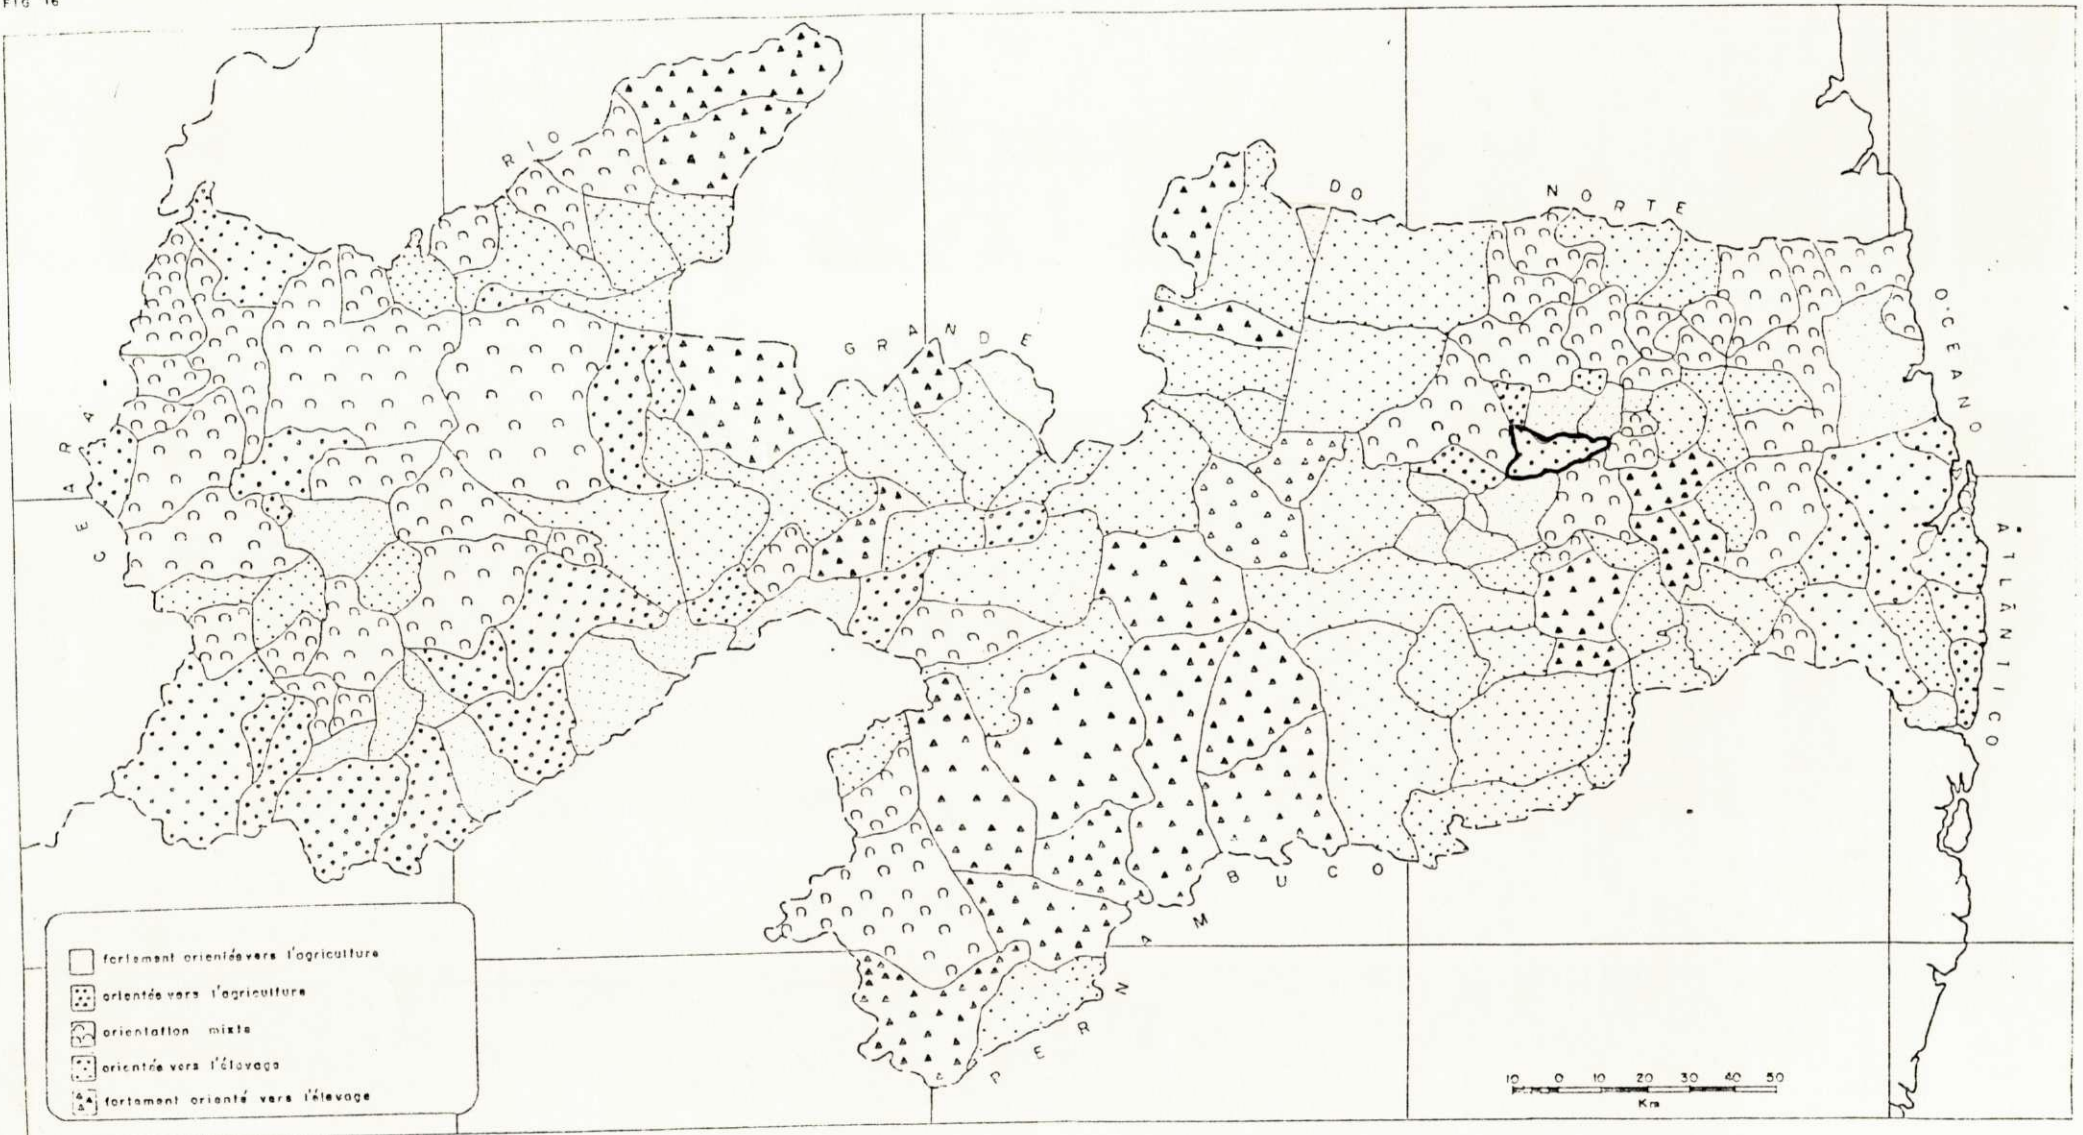 FIG 16
RIO
GRANDE
DO
NORTE
CEARA
OCEANO
ATLÂNTICO
PERNAMBUCO
fortement orientée vers l'agriculture
orientée vers l'agriculture
orientation mixte
orientée vers l'élevage
fortement orienté vers l'élevage
10 0 10 20 30 40 50
Km